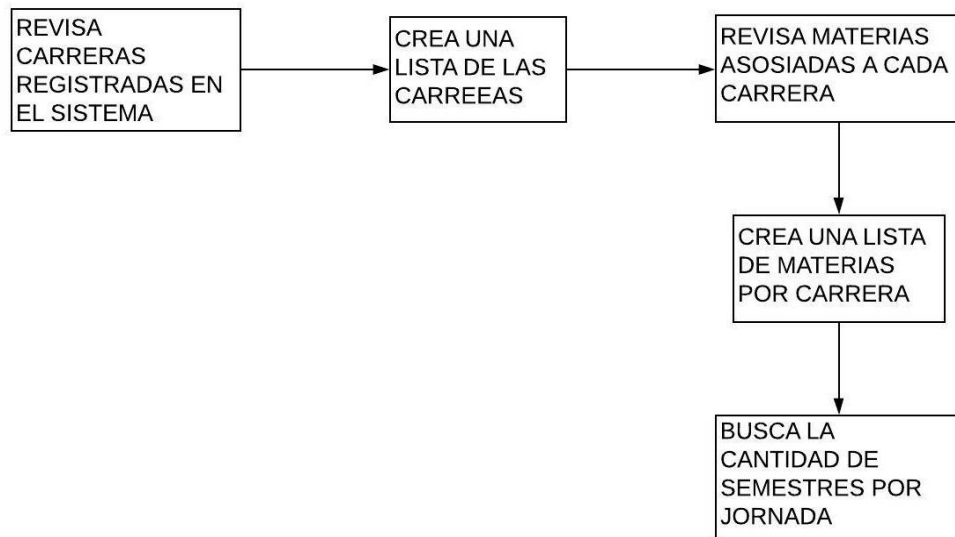 REVISA
CARRERAS
REGISTRADAS EN
EL SISTEMA
CREA UNA
LISTA DE LAS
CARREEAS
REVISA MATERIAS
ASOSIADAS A CADA
CARRERA
CREA UNA LISTA
DE MATERIAS
POR CARRERA
BUSCA LA
CANTIDAD DE
SEMESTRES POR
JORNADA